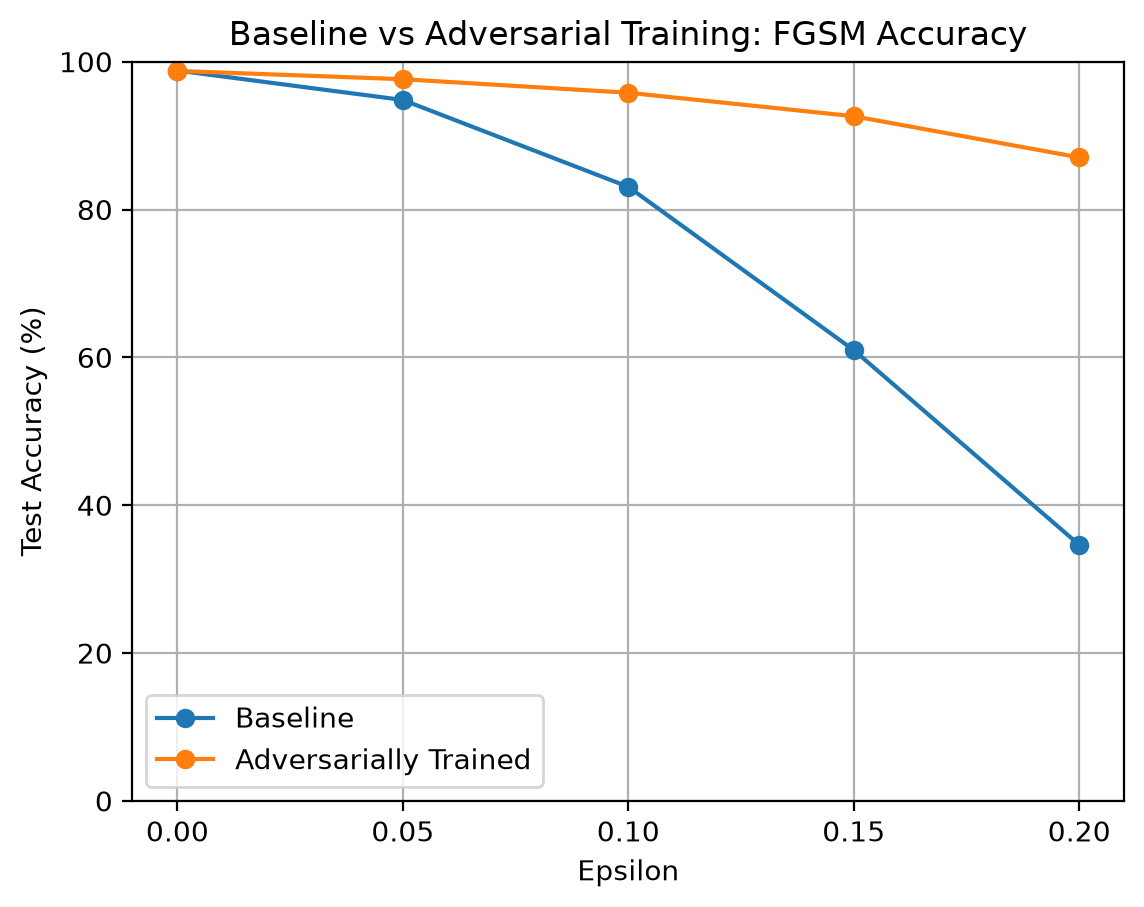 Baseline vs Adversarial Training: FGSM Accuracy
100
80
60
40
20
0
Test Accuracy (%)
Baseline
Adversarially Trained
0.00 0.05 0.10 0.15 0.20
Epsilon